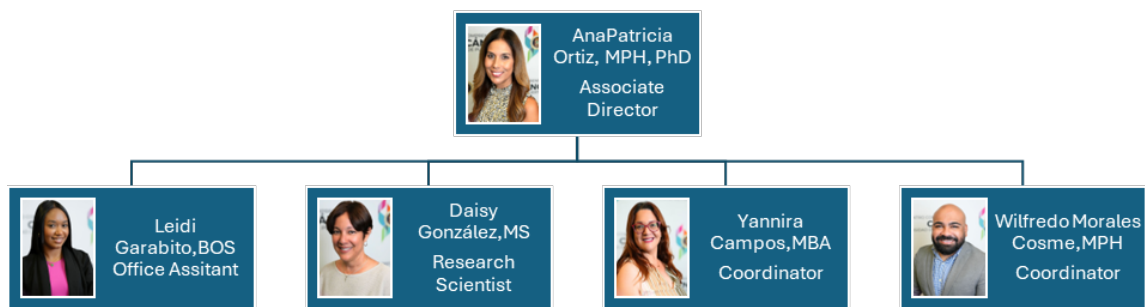 AnaPatricia
Ortiz, MPH, PhD
Associate
Director
Leidi
Garabito,BOS
Office Assitant
Daisy
González,MS
Research
Scientist
Yannira
Campos,MBA
Coordinator
Wilfredo Morales
Cosme,MPH
Coordinator